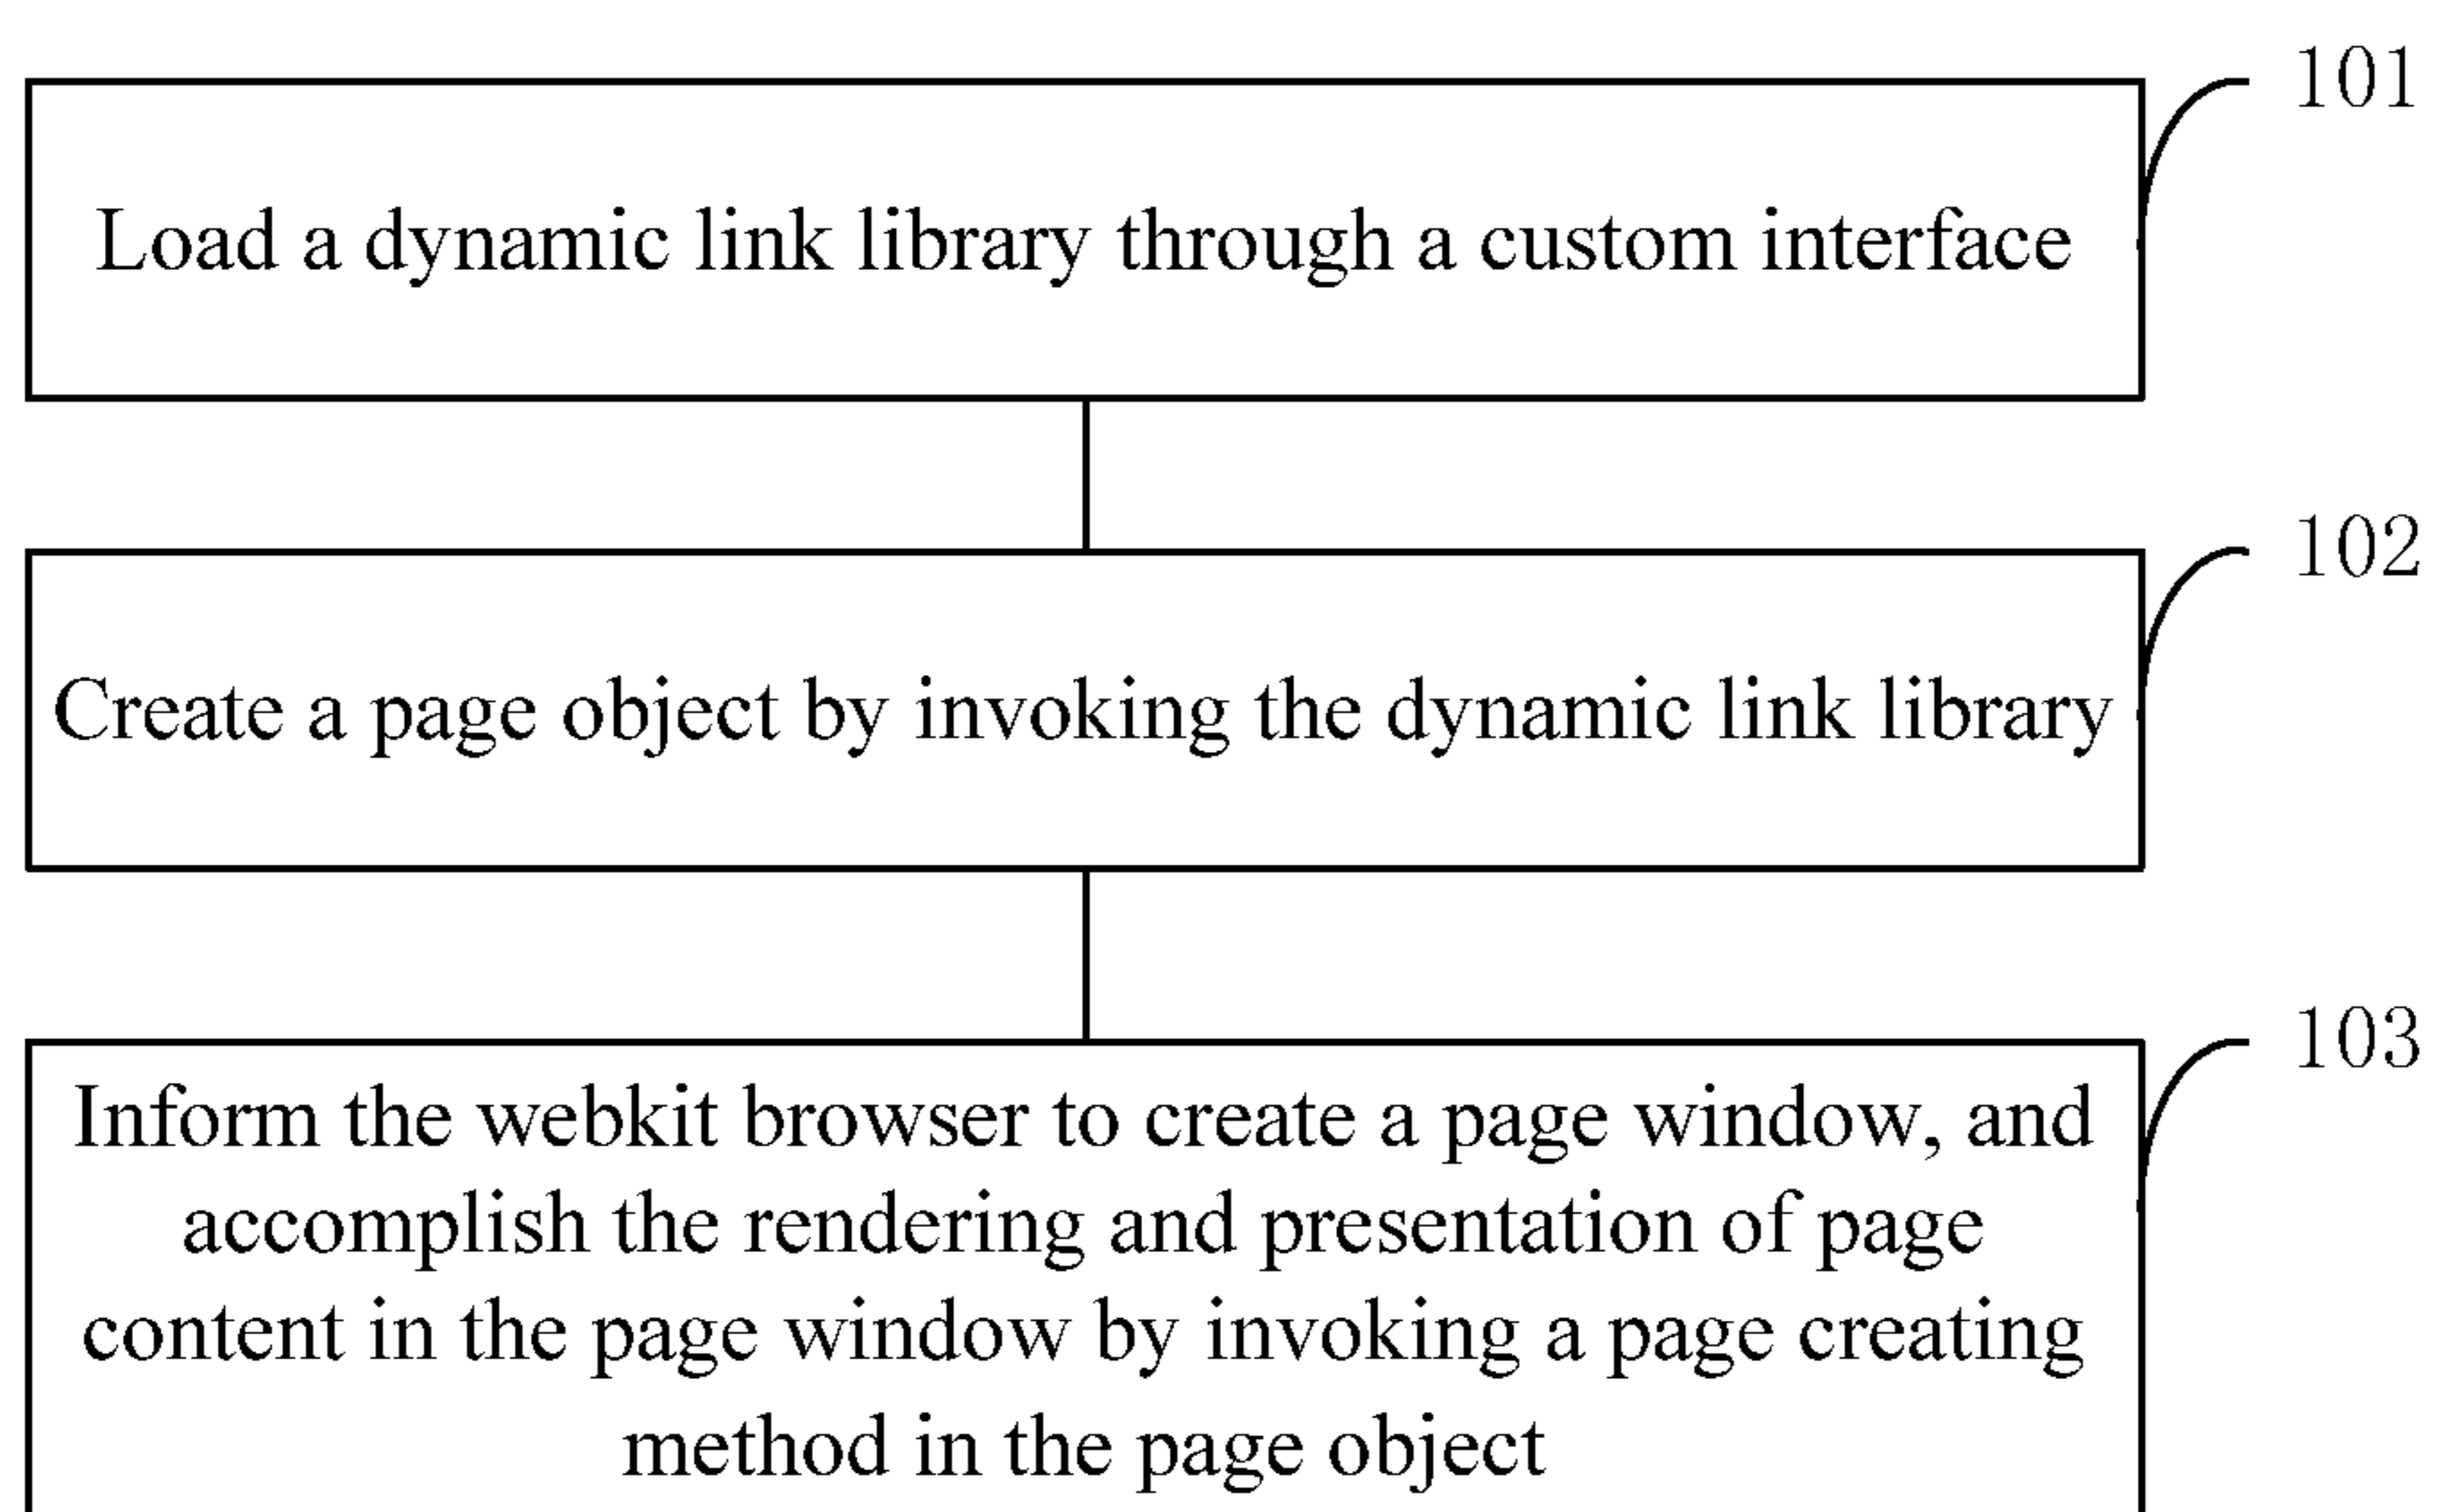 101
Load a dynamic link library through a custom interface
102
Create a page object by invoking the dynamic link library
103
Inform the webkit browser to create a page window, and
accomplish the rendering and presentation of page
content in the page window by invoking a page creating
method in the page object